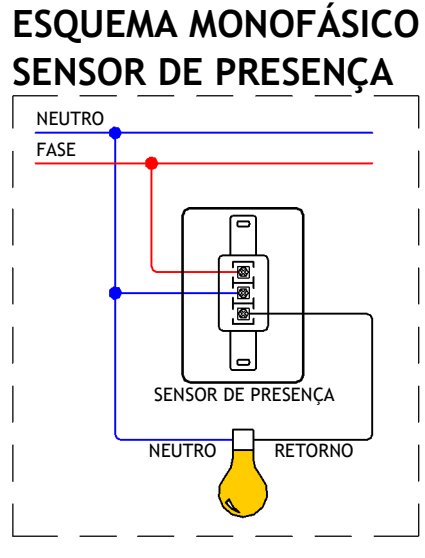 ESQUEMA MONOFÁSICO
SENSOR DE PRESENÇA
NEUTRO
FASE
SENSOR DE PRESENÇA
NEUTRO
RETORNO